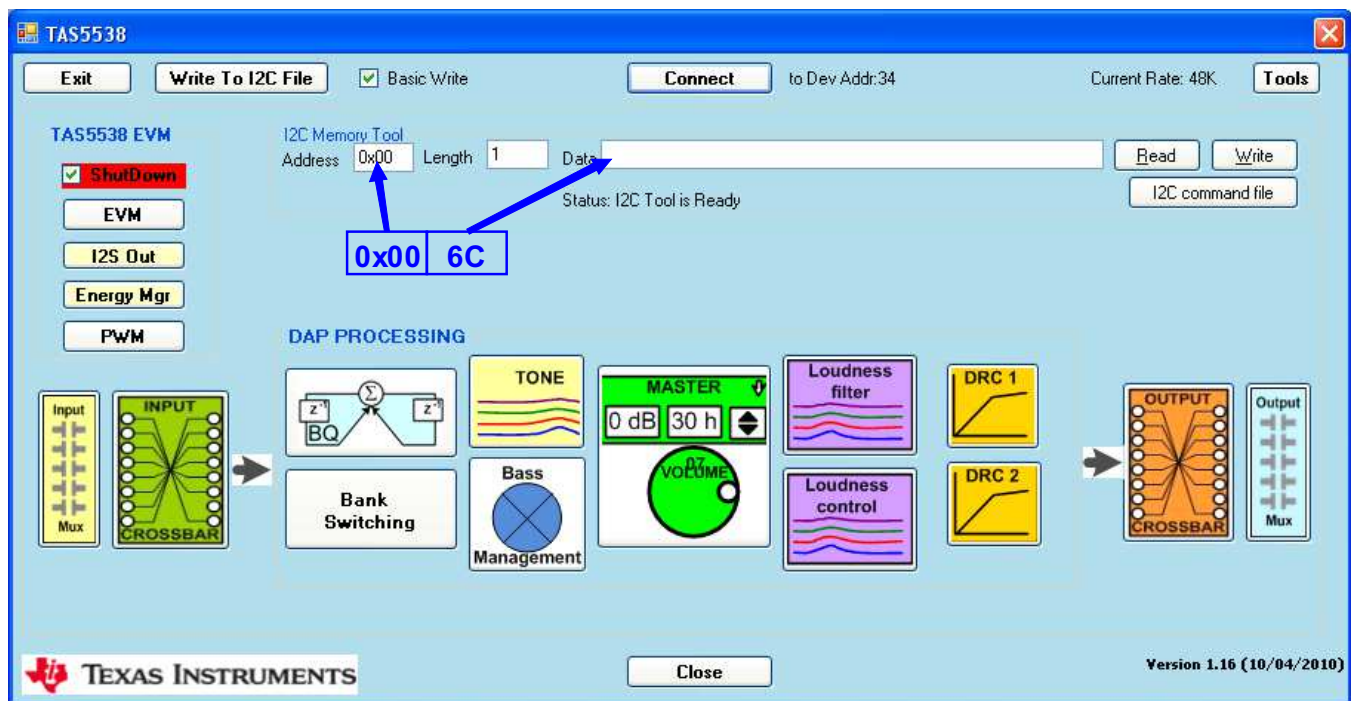 TAS5538
Exit Write To I2C File Basic Write Connect to Dev Addr:34 Current Rate: 48K Tools
TAS5538 EVM
I2C Memory Tool
Address 0x00 Length 1 Data Read Write
ShutDown
Status: I2C Tool is Ready
I2C command file
EVM
0x00 6C
I2S Out
Energy Mgr
PWM
DAP PROCESSING
Input
Mux
INPUT
CROSSBAR
z⁻¹ Σ z⁻¹
BQ
Bank
Switching
TONE
Bass
Management
MASTER
0 dB 30 h
VOLUME
Loudness
filter
Loudness
control
DRC 1
DRC 2
OUTPUT
CROSSBAR
Output
Mux
TEXAS INSTRUMENTS
Close
Version 1.16 (10/04/2010)